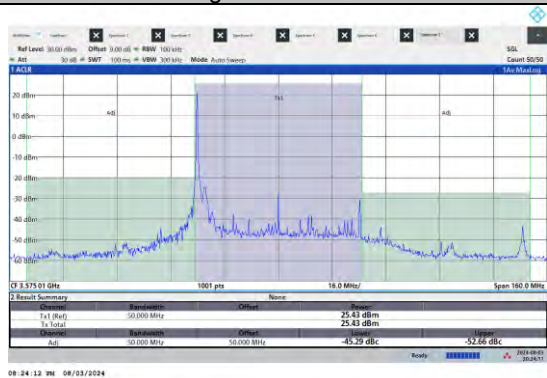 Ref Level 30.00 dBm Offset 0.00 dB RBW 100 kHz SGL
Att 30 dB SWT 100 ms VBW 300 kHz Mode Auto Sweep Count 50/50
1 ACLR
Tx1
20 dBm
10 dBm
Adj Adj
0 dBm
-10 dBm
-20 dBm
-30 dBm
-40 dBm
-50 dBm
-60 dBm
CF 3.575 01 GHz 1001 pts 16.0 MHz/ Span 160.0 MHz
2 Result Summary None
Channel Bandwidth Offset Power
Tx1 (Ref) 50.000 MHz 25.43 dBm
Tx Total 25.43 dBm
Channel Bandwidth Offset Lower Upper
Adj 50.000 MHz 50.000 MHz -45.29 dBc -52.66 dBc
Ready 2024-08-03
08:24:12 PM 08/03/2024